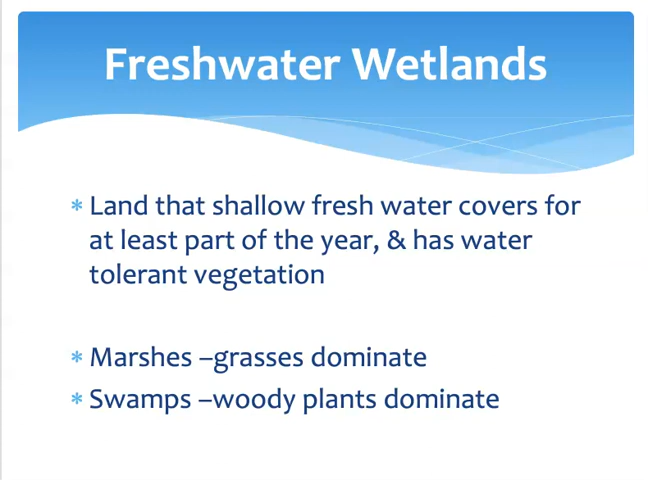 Freshwater Wetlands
* Land that shallow fresh water covers for
at least part of the year, & has water
tolerant vegetation
* Marshes –grasses dominate
* Swamps –woody plants dominate